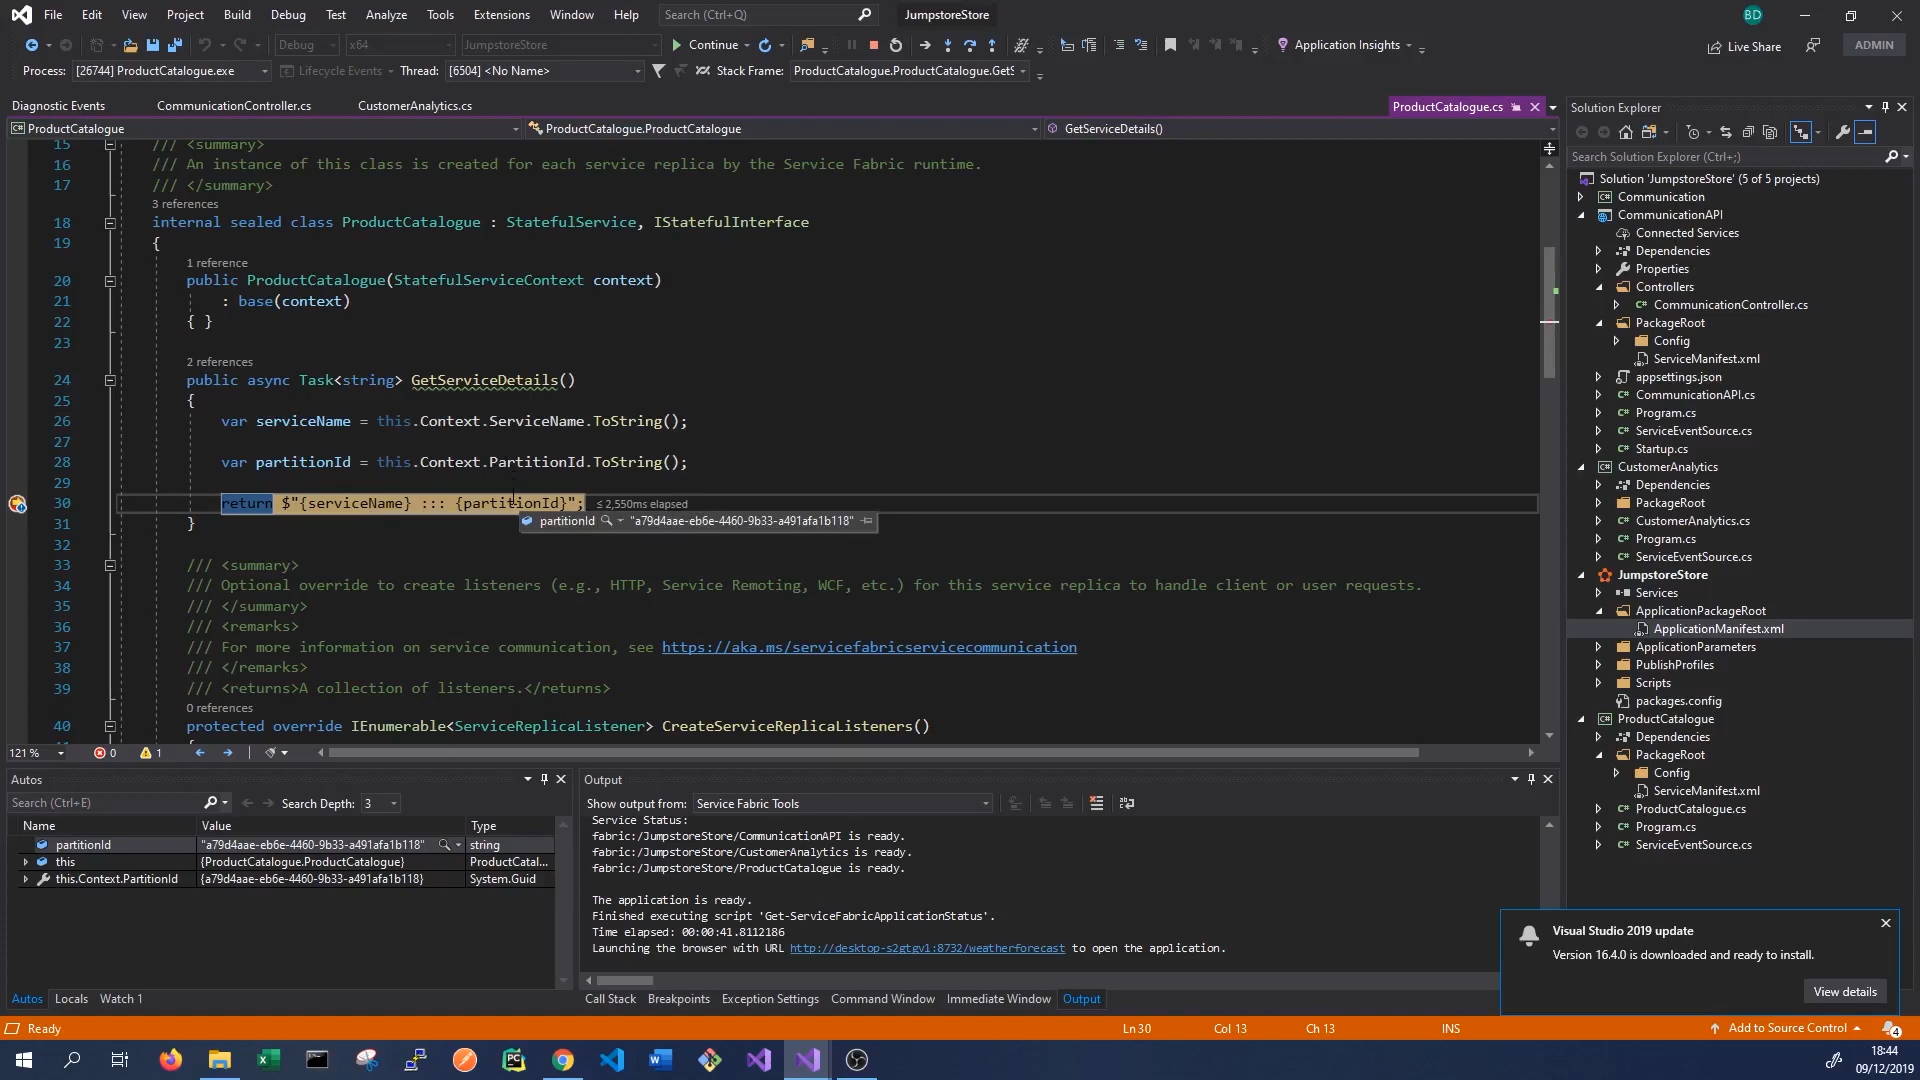 File Edit View Project Build Debug Test Analyze Tools Extensions Window Help Search (Ctrl+Q) JumpstoreStore BD
Debug x64 JumpstoreStore Continue Application Insights Live Share ADMIN
Process: [26744] ProductCatalogue.exe Lifecycle Events Thread: [6504] <No Name> Stack Frame: ProductCatalogue.ProductCatalogue.GetS
Diagnostic Events CommunicationController.cs CustomerAnalytics.cs ProductCatalogue.cs
ProductCatalogue ProductCatalogue.ProductCatalogue GetServiceDetails()
15 /// <summary>
16 /// An instance of this class is created for each service replica by the Service Fabric runtime.
17 /// </summary>
3 references
18 internal sealed class ProductCatalogue : StatefulService, IStatefulInterface
19 {
1 reference
20 public ProductCatalogue(StatefulServiceContext context)
21 : base(context)
22 { }
23
2 references
24 public async Task<string> GetServiceDetails()
25 {
26 var serviceName = this.Context.ServiceName.ToString();
27
28 var partitionId = this.Context.PartitionId.ToString();
29
30 return $"{serviceName} ::: {partitionId}"; ≤ 2,550ms elapsed
partitionId "a79d4aae-eb6e-4460-9b33-a491afa1b118"
31 }
32
33 /// <summary>
34 /// Optional override to create listeners (e.g., HTTP, Service Remoting, WCF, etc.) for this service replica to handle client or user requests.
35 /// </summary>
36 /// <remarks>
37 /// For more information on service communication, see https://aka.ms/servicefabricservicecommunication
38 /// </remarks>
39 /// <returns>A collection of listeners.</returns>
0 references
40 protected override IEnumerable<ServiceReplicaListener> CreateServiceReplicaListeners()
121 % 0 1
Solution Explorer
Search Solution Explorer (Ctrl+;)
Solution 'JumpstoreStore' (5 of 5 projects)
Communication
CommunicationAPI
Connected Services
Dependencies
Properties
Controllers
CommunicationController.cs
PackageRoot
Config
ServiceManifest.xml
appsettings.json
CommunicationAPI.cs
Program.cs
ServiceEventSource.cs
Startup.cs
CustomerAnalytics
Dependencies
PackageRoot
CustomerAnalytics.cs
Program.cs
ServiceEventSource.cs
JumpstoreStore
Services
ApplicationPackageRoot
ApplicationManifest.xml
ApplicationParameters
PublishProfiles
Scripts
packages.config
ProductCatalogue
Dependencies
PackageRoot
Config
ServiceManifest.xml
ProductCatalogue.cs
Program.cs
ServiceEventSource.cs
Autos
Search (Ctrl+E) Search Depth: 3
Name Value Type
partitionId "a79d4aae-eb6e-4460-9b33-a491afa1b118" string
this {ProductCatalogue.ProductCatalogue} ProductCatal...
this.Context.PartitionId {a79d4aae-eb6e-4460-9b33-a491afa1b118} System.Guid
Autos Locals Watch 1
Output
Show output from: Service Fabric Tools
Service Status:
fabric:/JumpstoreStore/CommunicationAPI is ready.
fabric:/JumpstoreStore/CustomerAnalytics is ready.
fabric:/JumpstoreStore/ProductCatalogue is ready.
The application is ready.
Finished executing script 'Get-ServiceFabricApplicationStatus'.
Time elapsed: 00:00:41.8112186
Launching the browser with URL http://desktop-s2gtgv1:8732/weatherforecast to open the application.
Call Stack Breakpoints Exception Settings Command Window Immediate Window Output
Visual Studio 2019 update
Version 16.4.0 is downloaded and ready to install.
View details
Ready Ln 30 Col 13 Ch 13 INS Add to Source Control 4
18:44
09/12/2019